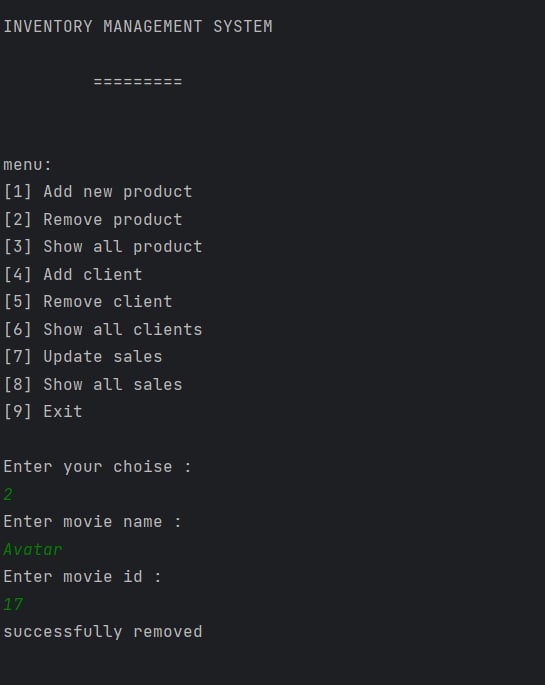 INVENTORY MANAGEMENT SYSTEM
=========
menu:
[1] Add new product
[2] Remove product
[3] Show all product
[4] Add client
[5] Remove client
[6] Show all clients
[7] Update sales
[8] Show all sales
[9] Exit
Enter your choise :
2
Enter movie name :
Avatar
Enter movie id :
17
successfully removed